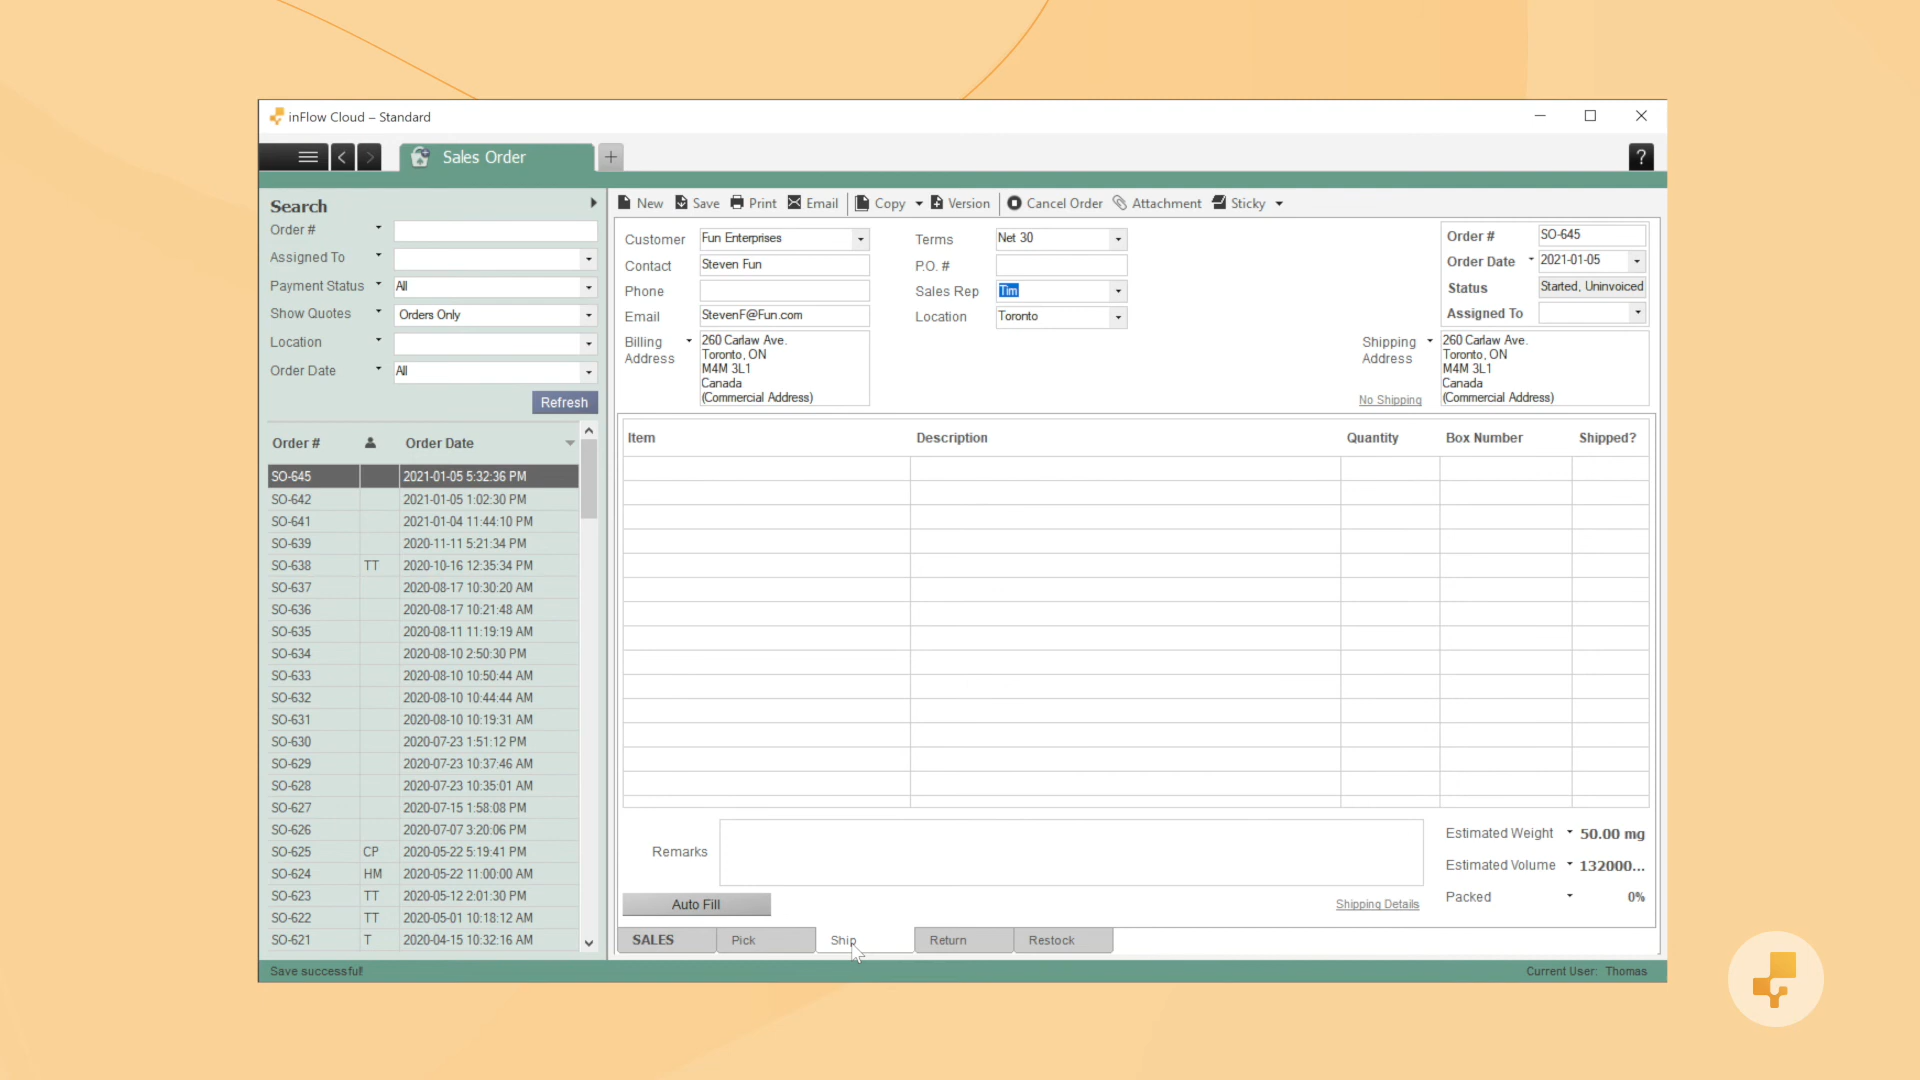 inFlow Cloud – Standard
Sales Order
+
?
Search
Order #
Assigned To
Payment Status All
Show Quotes Orders Only
Location
Order Date All
Refresh
Order # Order Date
SO-645 2021-01-05 5:32:36 PM
SO-642 2021-01-05 1:02:30 PM
SO-641 2021-01-04 11:44:10 PM
SO-639 2020-11-11 5:21:34 PM
SO-638 TT 2020-10-16 12:35:34 PM
SO-637 2020-08-17 10:30:20 AM
SO-636 2020-08-17 10:21:48 AM
SO-635 2020-08-11 11:19:19 AM
SO-634 2020-08-10 2:50:30 PM
SO-633 2020-08-10 10:50:44 AM
SO-632 2020-08-10 10:44:44 AM
SO-631 2020-08-10 10:19:31 AM
SO-630 2020-07-23 1:51:12 PM
SO-629 2020-07-23 10:37:46 AM
SO-628 2020-07-23 10:35:01 AM
SO-627 2020-07-15 1:58:08 PM
SO-626 2020-07-07 3:20:06 PM
SO-625 CP 2020-05-22 5:19:41 PM
SO-624 HM 2020-05-22 11:00:00 AM
SO-623 TT 2020-05-12 2:01:30 PM
SO-622 TT 2020-05-01 10:18:12 AM
SO-621 T 2020-04-15 10:32:16 AM
New Save Print Email Copy Version Cancel Order Attachment Sticky
Customer Fun Enterprises
Contact Steven Fun
Phone
Email StevenF@Fun.com
Billing Address
260 Carlaw Ave.
Toronto, ON
M4M 3L1
Canada
(Commercial Address)
Terms Net 30
P.O. #
Sales Rep Tim
Location Toronto
Order # SO-645
Order Date 2021-01-05
Status Started, Uninvoiced
Assigned To
Shipping Address
260 Carlaw Ave.
Toronto, ON
M4M 3L1
Canada
(Commercial Address)
No Shipping
Item Description Quantity Box Number Shipped?
Remarks
Estimated Weight 50.00 mg
Estimated Volume 132000...
Packed 0%
Auto Fill
Shipping Details
SALES Pick Ship Return Restock
Save successful!
Current User: Thomas